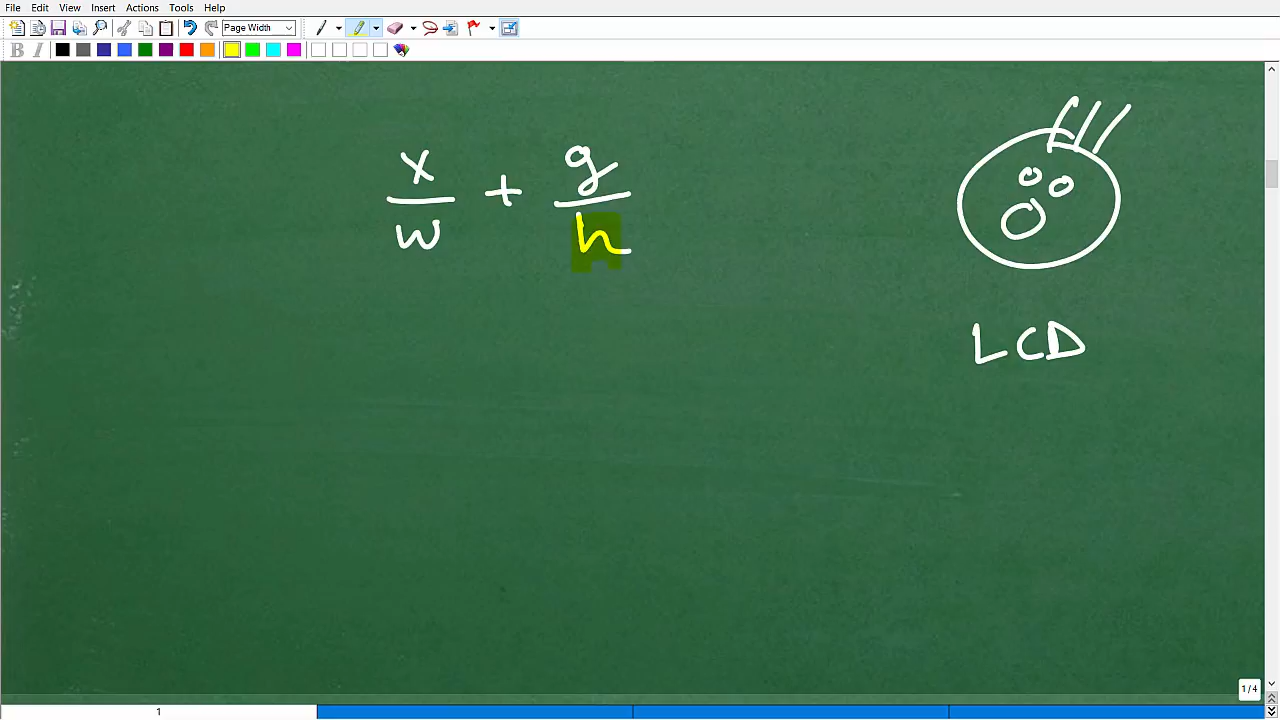 File Edit View Insert Actions Tools Help
Page Width
B I
x/w + g/h
LCD
1/4
1